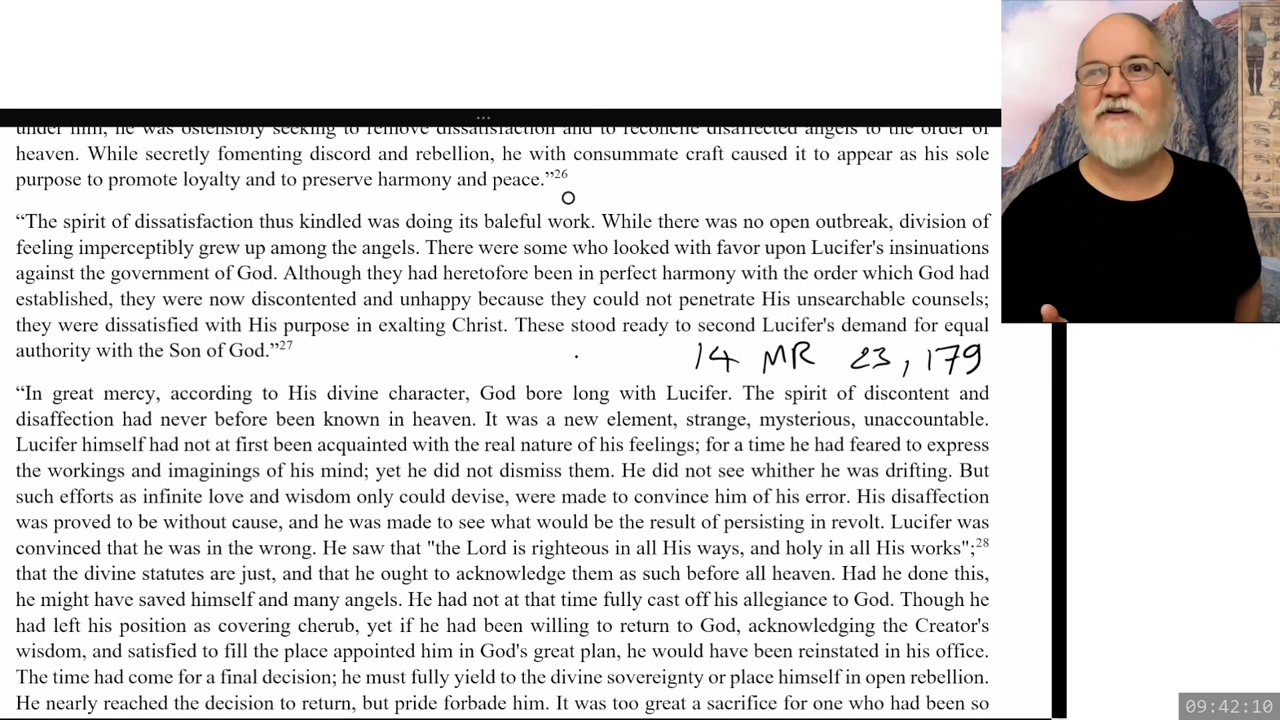 under him, he was ostensibly seeking to remove dissatisfaction and to reconcile disaffected angels to the order of
heaven. While secretly fomenting discord and rebellion, he with consummate craft caused it to appear as his sole
purpose to promote loyalty and to preserve harmony and peace.”26
“The spirit of dissatisfaction thus kindled was doing its baleful work. While there was no open outbreak, division of
feeling imperceptibly grew up among the angels. There were some who looked with favor upon Lucifer's insinuations
against the government of God. Although they had heretofore been in perfect harmony with the order which God had
established, they were now discontented and unhappy because they could not penetrate His unsearchable counsels;
they were dissatisfied with His purpose in exalting Christ. These stood ready to second Lucifer's demand for equal
authority with the Son of God.”27
14 MR 23, 179
“In great mercy, according to His divine character, God bore long with Lucifer. The spirit of discontent and
disaffection had never before been known in heaven. It was a new element, strange, mysterious, unaccountable.
Lucifer himself had not at first been acquainted with the real nature of his feelings; for a time he had feared to express
the workings and imaginings of his mind; yet he did not dismiss them. He did not see whither he was drifting. But
such efforts as infinite love and wisdom only could devise, were made to convince him of his error. His disaffection
was proved to be without cause, and he was made to see what would be the result of persisting in revolt. Lucifer was
convinced that he was in the wrong. He saw that "the Lord is righteous in all His ways, and holy in all His works";28
that the divine statutes are just, and that he ought to acknowledge them as such before all heaven. Had he done this,
he might have saved himself and many angels. He had not at that time fully cast off his allegiance to God. Though he
had left his position as covering cherub, yet if he had been willing to return to God, acknowledging the Creator's
wisdom, and satisfied to fill the place appointed him in God's great plan, he would have been reinstated in his office.
The time had come for a final decision; he must fully yield to the divine sovereignty or place himself in open rebellion.
He nearly reached the decision to return, but pride forbade him. It was too great a sacrifice for one who had been so
09:42:10